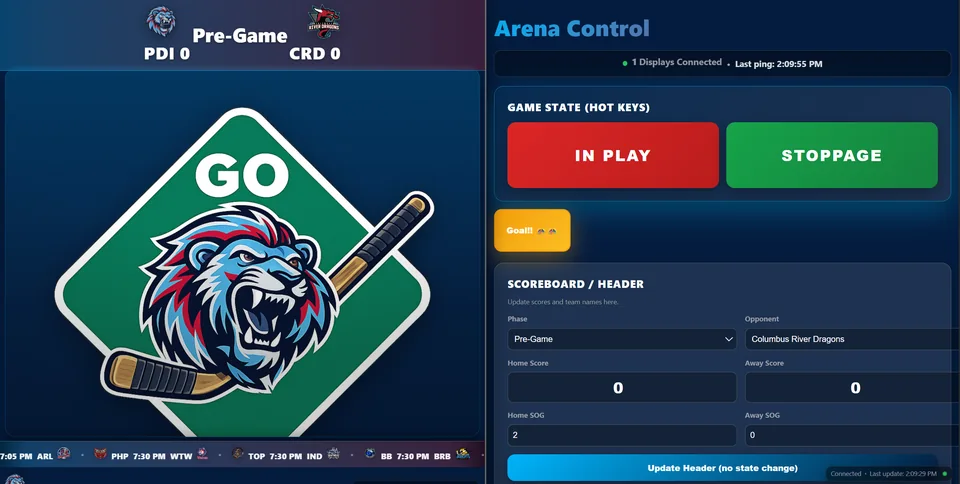 Pre-Game
PDI 0
CRD 0
RIVER DRAGONS
GO
7:05 PM ARL
PHP 7:30 PM WTW
TOP 7:30 PM IND
BB 7:30 PM BRB
Arena Control
1 Displays Connected • Last ping: 2:09:55 PM
GAME STATE (HOT KEYS)
IN PLAY
STOPPAGE
Goal!!
SCOREBOARD / HEADER
Update scores and team names here.
Phase
Opponent
Pre-Game
Columbus River Dragons
Home Score
Away Score
0
0
Home SOG
Away SOG
2
0
Update Header (no state change)
Connected • Last update: 2:09:29 PM